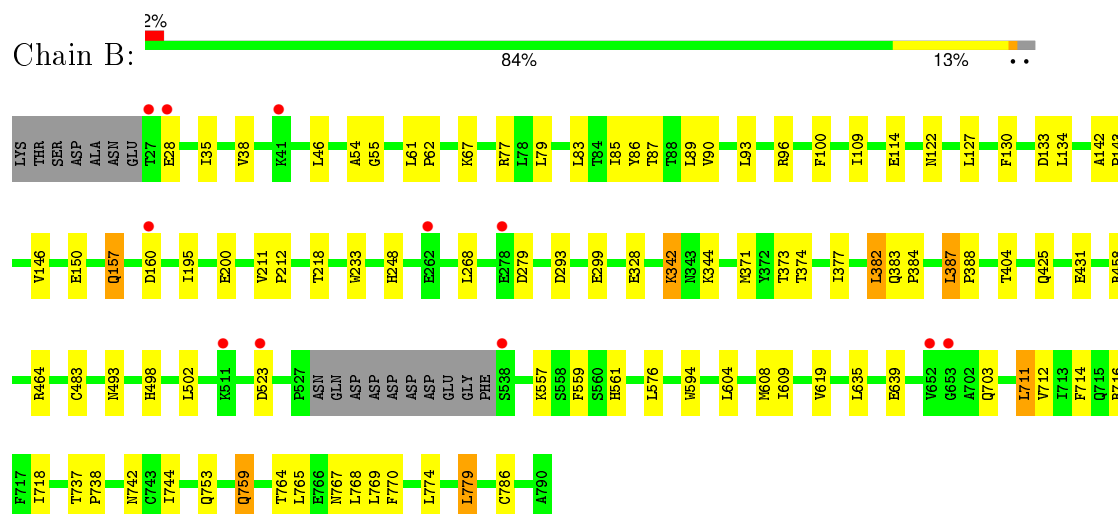 2%
Chain B:
84% 13% • •
LYS THR SER ASP ALA ASN GLU I27 E28 I35 V38 K41 L46 A54 G55 L61 P62 K67 R77 L78 L79 L83 T84 I85 Y86 T87 T88 L89 V90 L93 R96 F100 I109 E114 N122 L127 F130 D133 L134 A142
V146 E150 Q157 D160 I195 E200 V211 P212 T218 W233 H248 E262 L268 E278 D279 D293 E299 E328 K342 N343 K344 M371 Y372 T373 T374 I377 L382 Q383 P384 L387 P388 T404 Q425 E431
R464 C483 N493 H498 L502 K511 D523 P527 ASN GLN ASP ASP ASP ASP ASP GLU GLY PHE S538 K557 S558 F559 S560 H561 L576 W594 L604 M608 I609 V619 L635 E639 V652 G653 A702 Q703 L711 V712 I713 F714 Q715
F717 I718 T737 P738 N742 C743 I744 Q753 Q759 T764 L765 E766 N767 L768 L769 F770 L774 L779 C786 A790